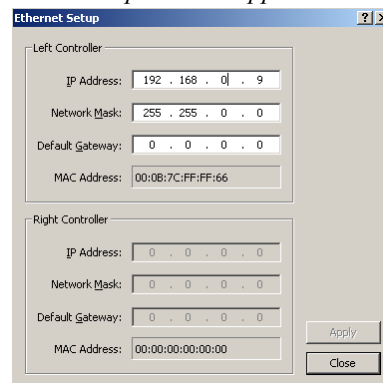 Ethernet Setup ? x
Left Controller
IP Address: 192 . 168 . 0 . 9
Network Mask: 255 . 255 . 0 . 0
Default Gateway: 0 . 0 . 0 . 0
MAC Address: 00:0B:7C:FF:FF:66
Right Controller
IP Address: 0 . 0 . 0 . 0
Network Mask: 0 . 0 . 0 . 0
Default Gateway: 0 . 0 . 0 . 0
MAC Address: 00:00:00:00:00:00
Apply
Close